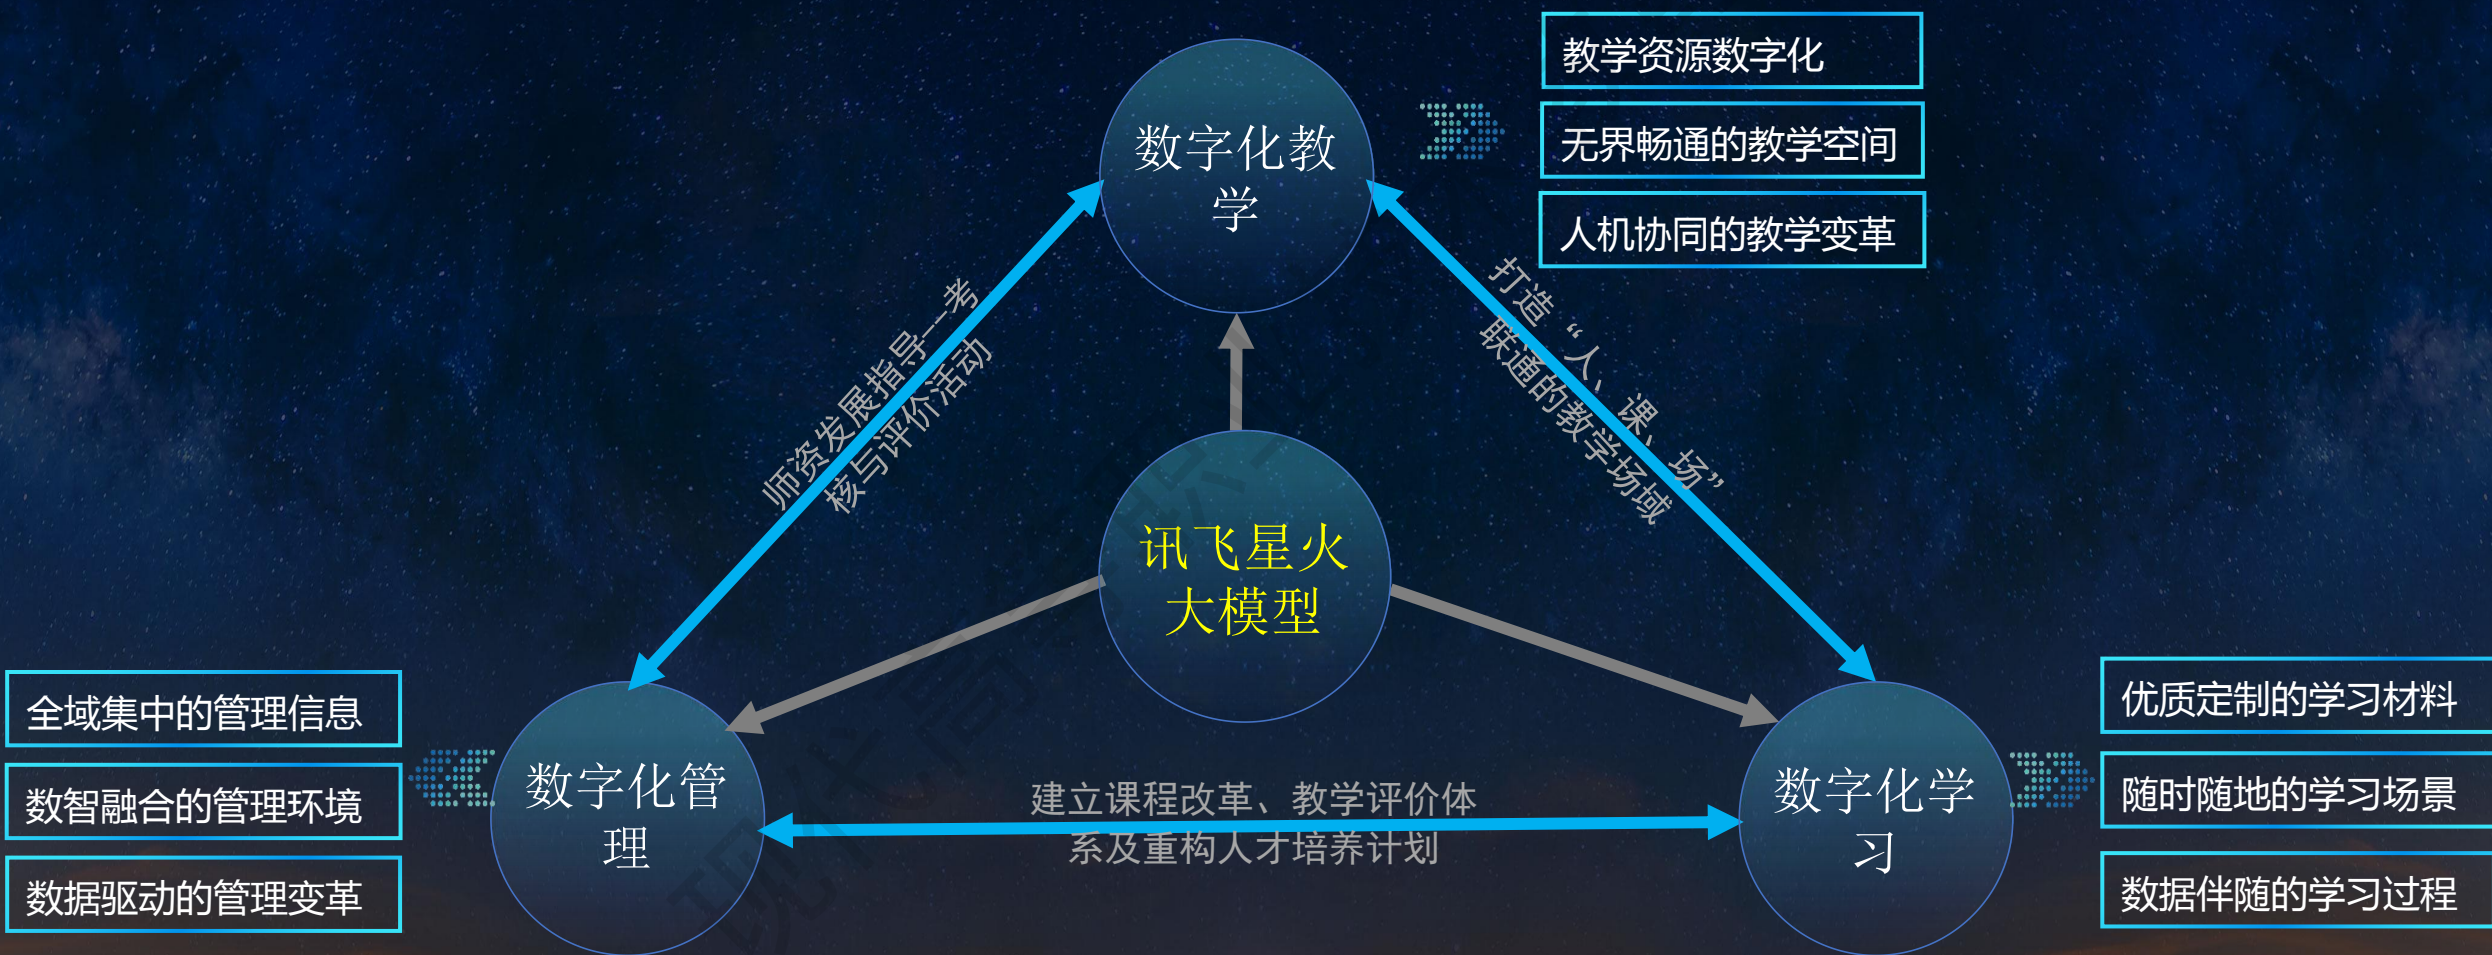 教学资源数字化
无界畅通的教学空间
人机协同的教学变革
数字化教
学
师资发展指导—考
核与评价活动
打造“人、课、场”
联通的教学场域
讯飞星火
大模型
全域集中的管理信息
数智融合的管理环境
数据驱动的管理变革
数字化管
理
建立课程改革、教学评价体
系及重构人才培养计划
数字化学
习
优质定制的学习材料
随时随地的学习场景
数据伴随的学习过程